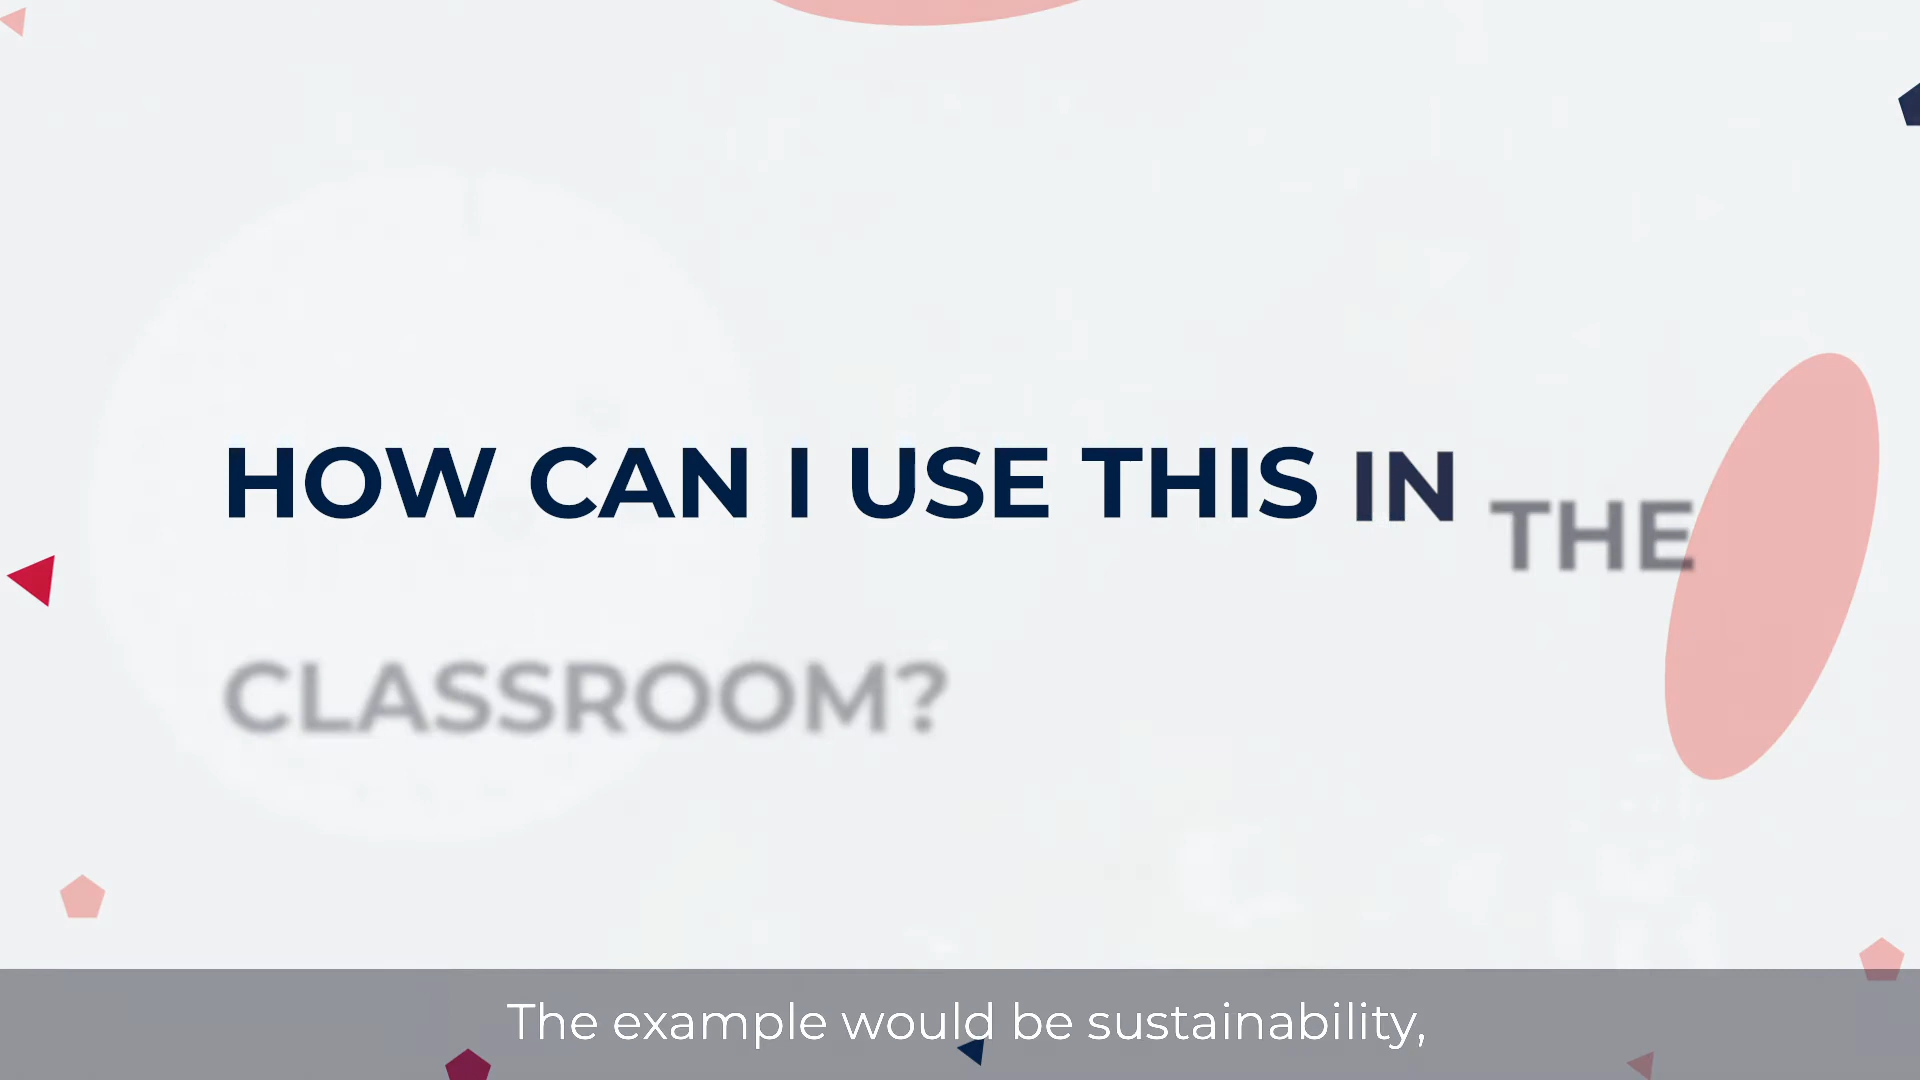 HOW CAN I USE THIS IN THE
CLASSROOM?
The example would be sustainability,